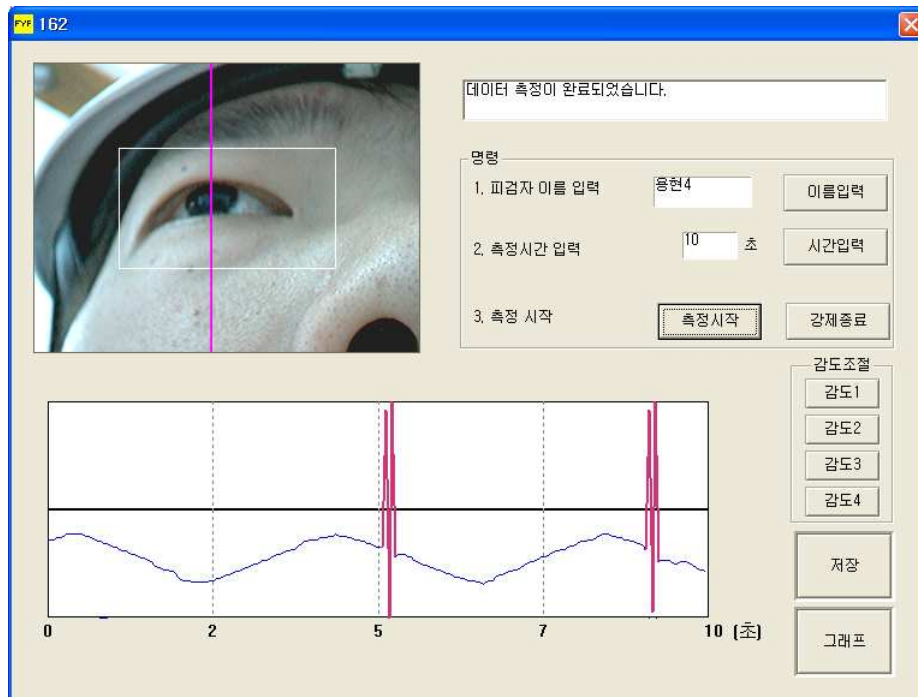 EYE 162
데이터 측정이 완료되었습니다.
명령
1. 피검자 이름 입력 용현4 이름입력
2. 측정시간 입력 10 초 시간입력
3. 측정 시작 측정시작 강제종료
감도조절
감도1
감도2
감도3
감도4
저장
그래프
0 2 5 7 10 (초)